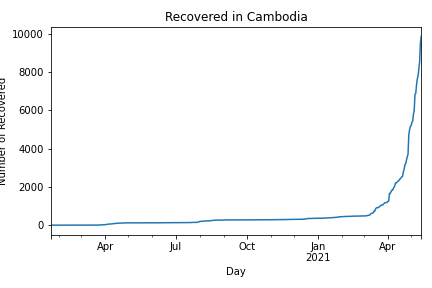 Recovered in Cambodia
Number of Recovered
10000
8000
6000
4000
2000
0
Apr
Jul
Oct
Jan
2021
Apr
Day